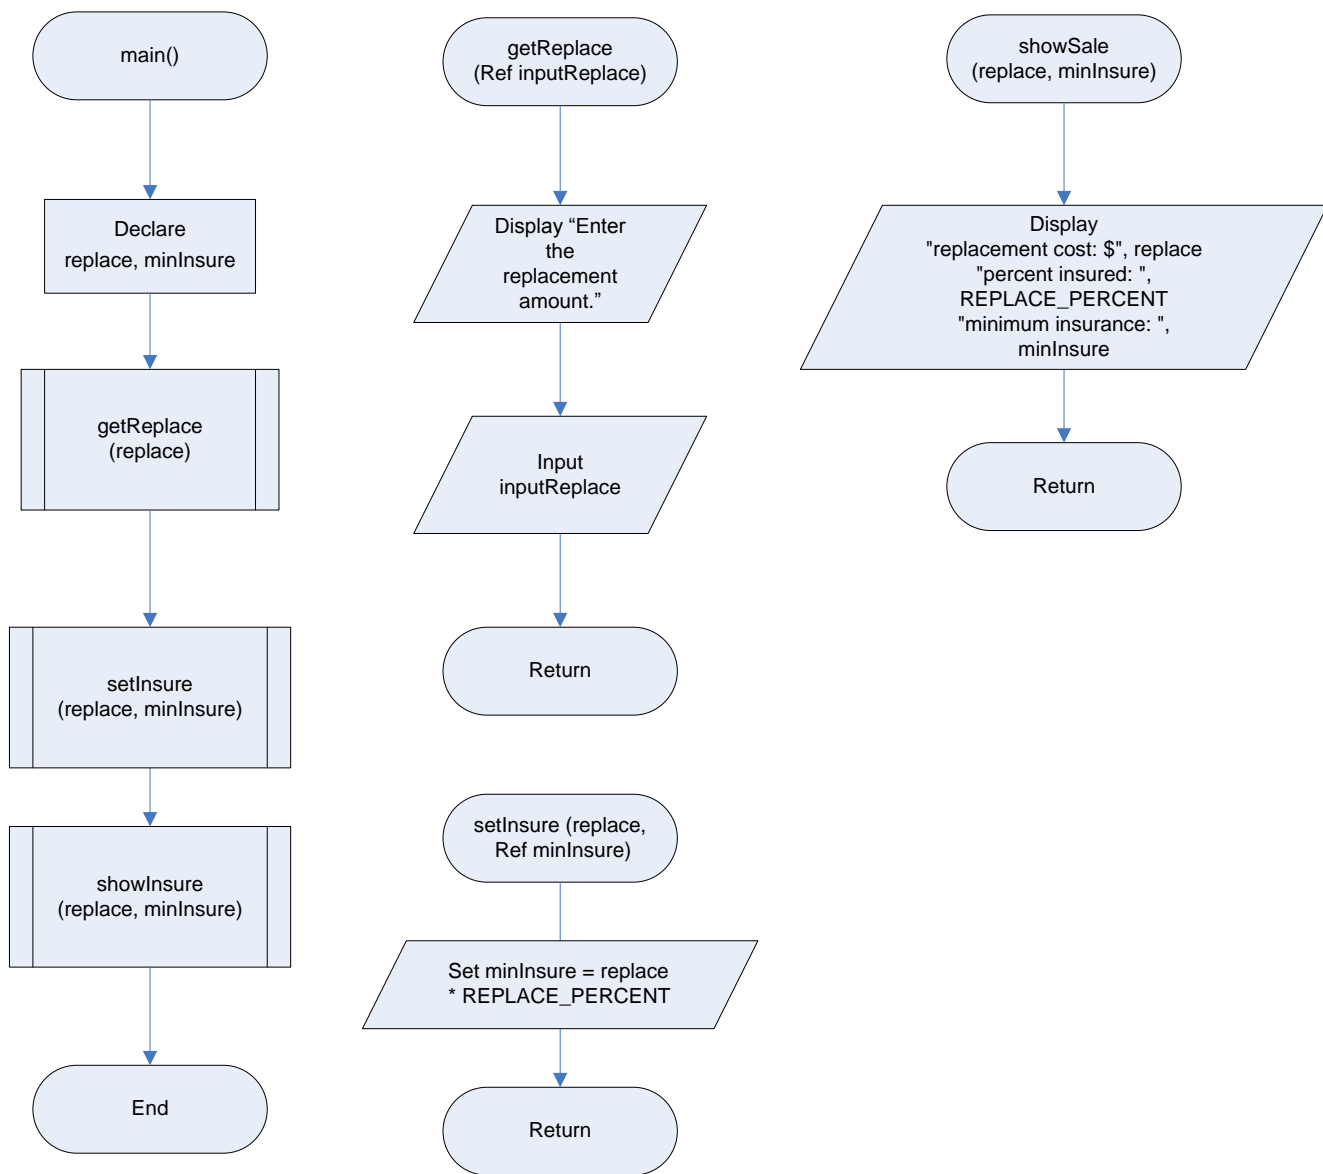 main()
Declare
replace, minInsure
getReplace
(replace)
setInsure
(replace, minInsure)
showInsure
(replace, minInsure)
End
getReplace
(Ref inputReplace)
Display “Enter
the
replacement
amount.”
Input
inputReplace
Return
setInsure (replace,
Ref minInsure)
Set minInsure = replace
* REPLACE_PERCENT
Return
showSale
(replace, minInsure)
Display
"replacement cost: $", replace
"percent insured: ",
REPLACE_PERCENT
"minimum insurance: ",
minInsure
Return